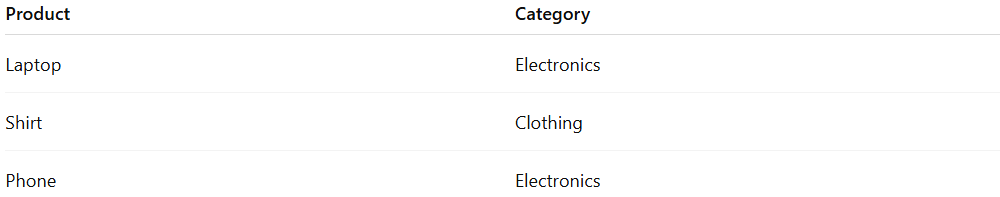 Product Category
Laptop Electronics
Shirt Clothing
Phone Electronics